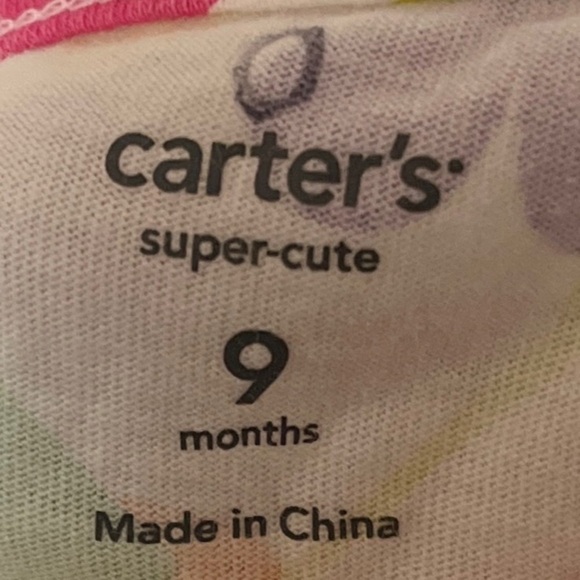 carter's
super-cute
9
months
Made in China